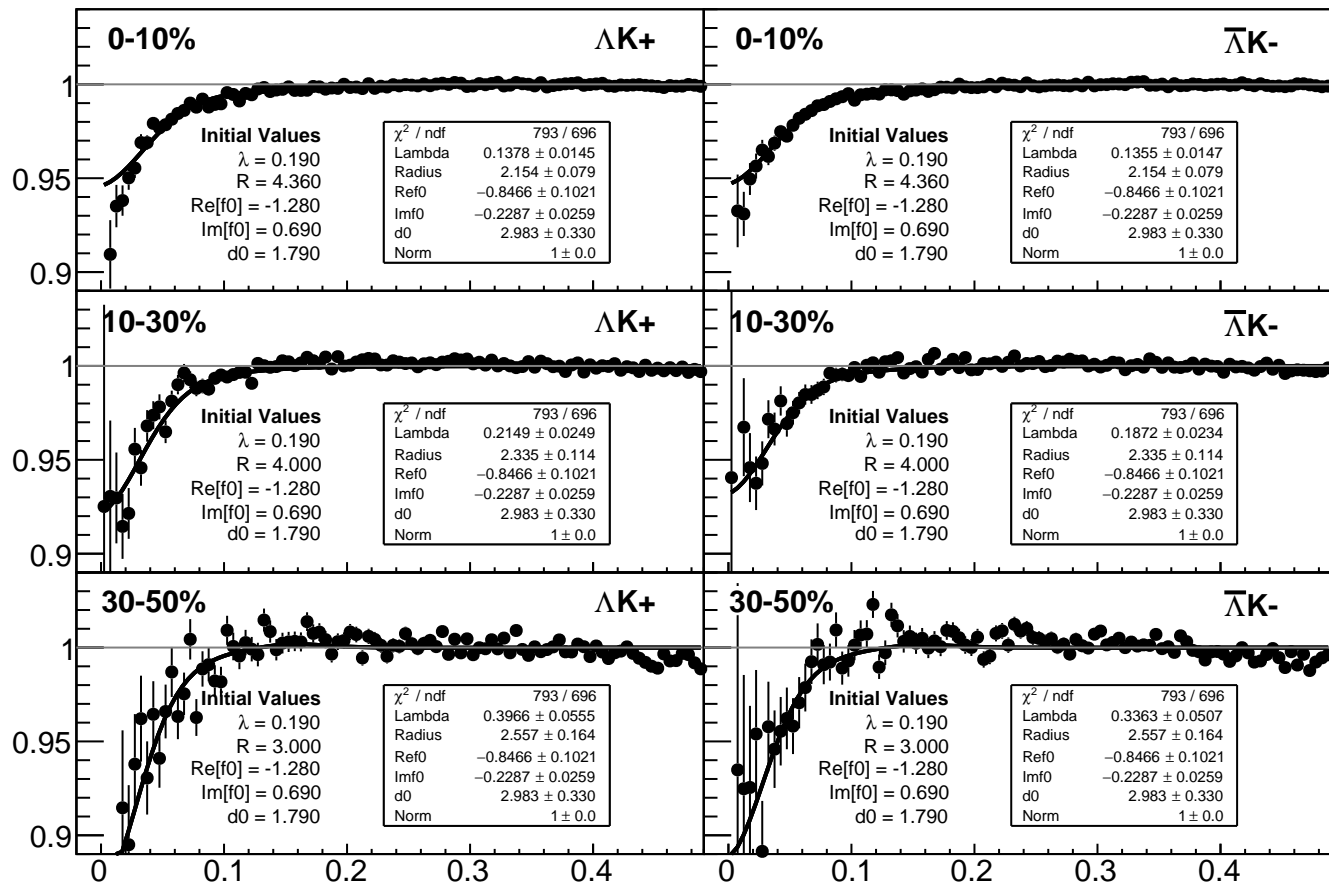 0-10%
ΛK+
1
0.95
0.9
Initial Values
λ = 0.190
R = 4.360
Re[f0] = -1.280
Im[f0] = 0.690
d0 = 1.790
χ² / ndf 793 / 696
Lambda 0.1378 ± 0.0145
Radius 2.154 ± 0.079
Ref0 −0.8466 ± 0.1021
Imf0 −0.2287 ± 0.0259
d0 2.983 ± 0.330
Norm 1 ± 0.0
0-10%
Λ̅K-
Initial Values
λ = 0.190
R = 4.360
Re[f0] = -1.280
Im[f0] = 0.690
d0 = 1.790
χ² / ndf 793 / 696
Lambda 0.1355 ± 0.0147
Radius 2.154 ± 0.079
Ref0 −0.8466 ± 0.1021
Imf0 −0.2287 ± 0.0259
d0 2.983 ± 0.330
Norm 1 ± 0.0
10-30%
ΛK+
1
0.95
0.9
Initial Values
λ = 0.190
R = 4.000
Re[f0] = -1.280
Im[f0] = 0.690
d0 = 1.790
χ² / ndf 793 / 696
Lambda 0.2149 ± 0.0249
Radius 2.335 ± 0.114
Ref0 −0.8466 ± 0.1021
Imf0 −0.2287 ± 0.0259
d0 2.983 ± 0.330
Norm 1 ± 0.0
10-30%
Λ̅K-
Initial Values
λ = 0.190
R = 4.000
Re[f0] = -1.280
Im[f0] = 0.690
d0 = 1.790
χ² / ndf 793 / 696
Lambda 0.1872 ± 0.0234
Radius 2.335 ± 0.114
Ref0 −0.8466 ± 0.1021
Imf0 −0.2287 ± 0.0259
d0 2.983 ± 0.330
Norm 1 ± 0.0
30-50%
ΛK+
1
0.95
0.9
Initial Values
λ = 0.190
R = 3.000
Re[f0] = -1.280
Im[f0] = 0.690
d0 = 1.790
χ² / ndf 793 / 696
Lambda 0.3966 ± 0.0555
Radius 2.557 ± 0.164
Ref0 −0.8466 ± 0.1021
Imf0 −0.2287 ± 0.0259
d0 2.983 ± 0.330
Norm 1 ± 0.0
30-50%
Λ̅K-
Initial Values
λ = 0.190
R = 3.000
Re[f0] = -1.280
Im[f0] = 0.690
d0 = 1.790
χ² / ndf 793 / 696
Lambda 0.3363 ± 0.0507
Radius 2.557 ± 0.164
Ref0 −0.8466 ± 0.1021
Imf0 −0.2287 ± 0.0259
d0 2.983 ± 0.330
Norm 1 ± 0.0
0 0.1 0.2 0.3 0.4 0 0.1 0.2 0.3 0.4